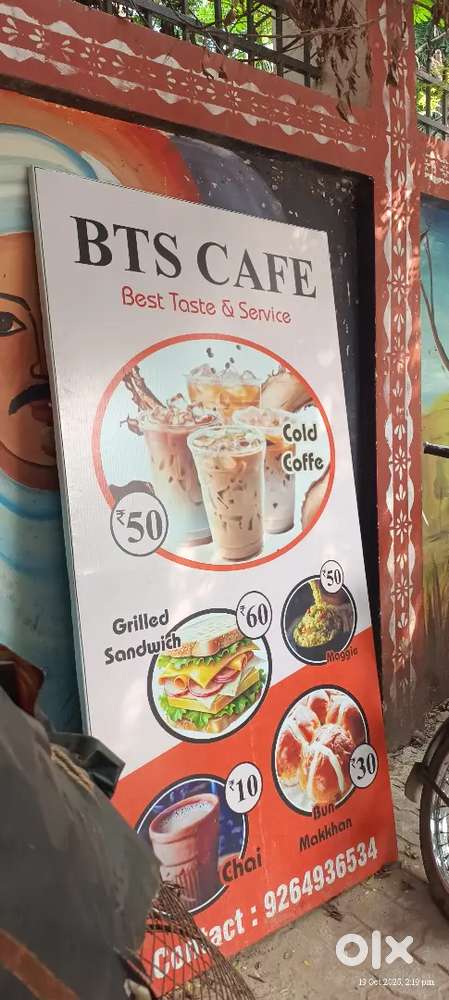 BTS CAFE
Best Taste & Service
Cold
Coffe
₹50
Grilled
Sandwich
₹60
₹50
Maggie
₹10
Chai
₹30
Bun
Makkhan
Contact : 9264936534
olx
19 Oct 2025, 2:19 pm